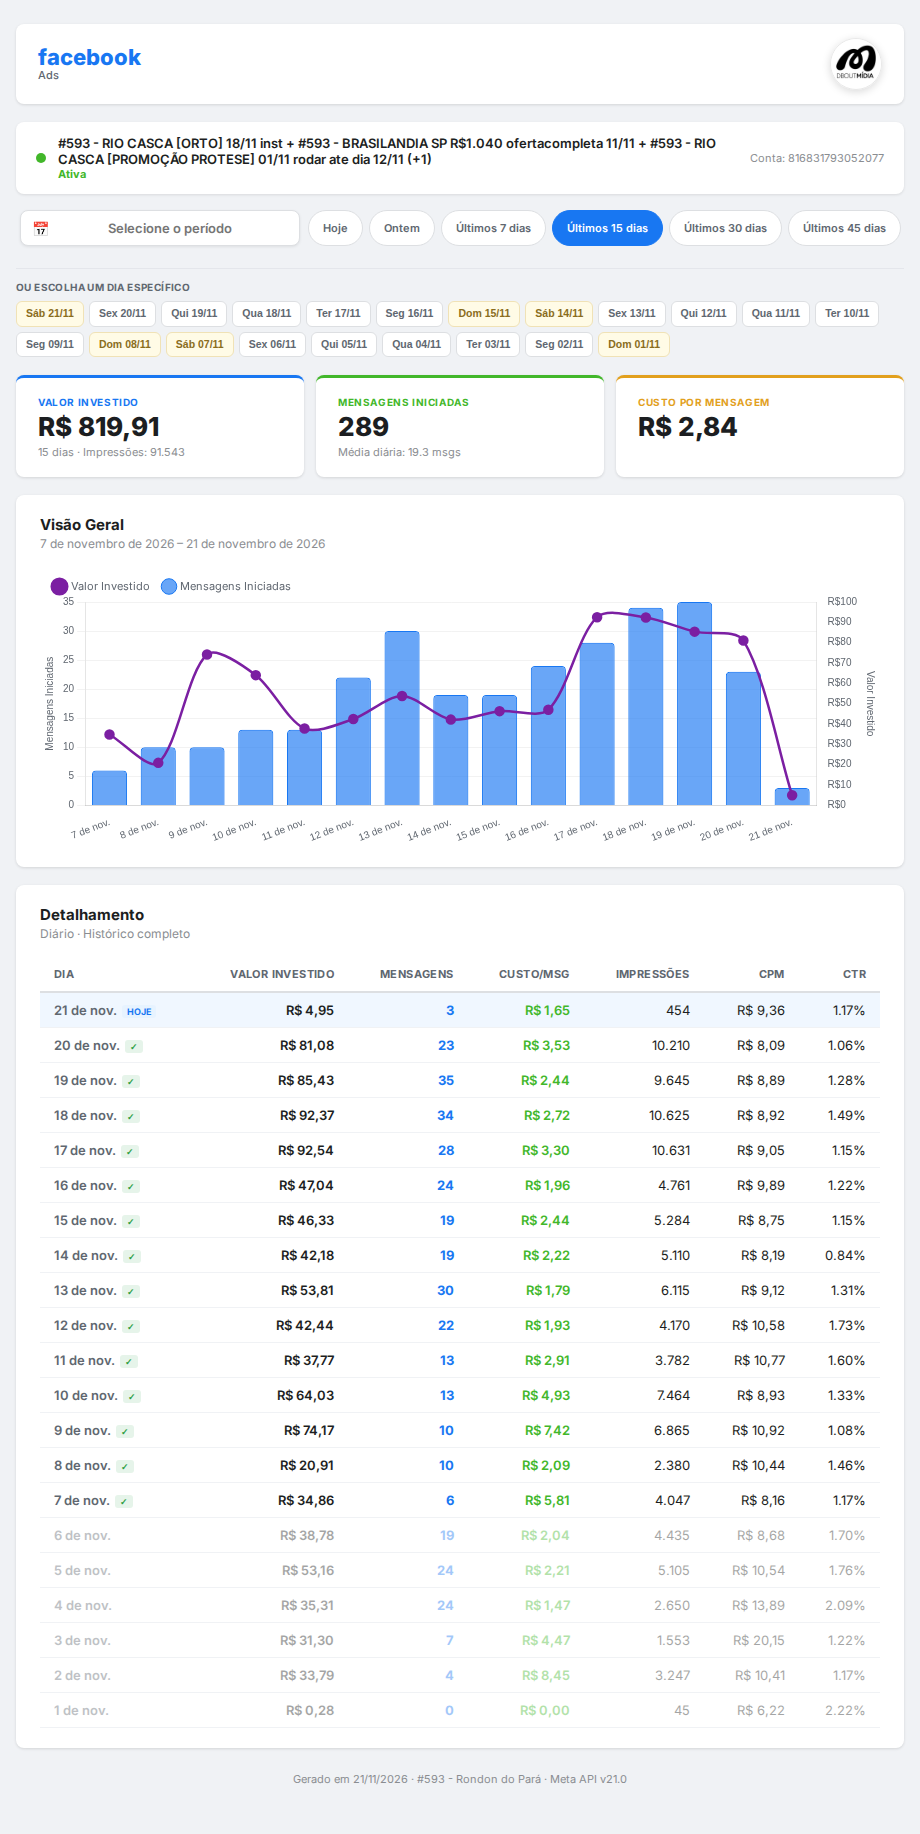 facebook
Ads
DBOUT MÍDIA
#593 - RIO CASCA [ORTO] 18/11 inst + #593 - BRASILANDIA SP R$1.040 ofertacompleta 11/11 + #593 - RIO
CASCA [PROMOÇÃO PROTESE] 01/11 rodar ate dia 12/11 (+1)
Ativa
Conta: 816831793052077
Selecione o período
Hoje
Ontem
Últimos 7 dias
Últimos 15 dias
Últimos 30 dias
Últimos 45 dias
OU ESCOLHA UM DIA ESPECÍFICO
Sáb 21/11 Sex 20/11 Qui 19/11 Qua 18/11 Ter 17/11 Seg 16/11 Dom 15/11 Sáb 14/11 Sex 13/11 Qui 12/11 Qua 11/11 Ter 10/11
Seg 09/11 Dom 08/11 Sáb 07/11 Sex 06/11 Qui 05/11 Qua 04/11 Ter 03/11 Seg 02/11 Dom 01/11
VALOR INVESTIDO
R$ 819,91
15 dias · Impressões: 91.543
MENSAGENS INICIADAS
289
Média diária: 19.3 msgs
CUSTO POR MENSAGEM
R$ 2,84
Visão Geral
7 de novembro de 2026 – 21 de novembro de 2026
Valor Investido Mensagens Iniciadas
Mensagens Iniciadas
35
30
25
20
15
10
5
0
R$100
R$90
R$80
R$70
R$60
R$50
R$40
R$30
R$20
R$10
R$0
Valor Investido
7 de nov. 8 de nov. 9 de nov. 10 de nov. 11 de nov. 12 de nov. 13 de nov. 14 de nov. 15 de nov. 16 de nov. 17 de nov. 18 de nov. 19 de nov. 20 de nov. 21 de nov.
Detalhamento
Diário · Histórico completo
DIA VALOR INVESTIDO MENSAGENS CUSTO/MSG IMPRESSÕES CPM CTR
21 de nov. HOJE R$ 4,95 3 R$ 1,65 454 R$ 9,36 1.17%
20 de nov. ✓ R$ 81,08 23 R$ 3,53 10.210 R$ 8,09 1.06%
19 de nov. ✓ R$ 85,43 35 R$ 2,44 9.645 R$ 8,89 1.28%
18 de nov. ✓ R$ 92,37 34 R$ 2,72 10.625 R$ 8,92 1.49%
17 de nov. ✓ R$ 92,54 28 R$ 3,30 10.631 R$ 9,05 1.15%
16 de nov. ✓ R$ 47,04 24 R$ 1,96 4.761 R$ 9,89 1.22%
15 de nov. ✓ R$ 46,33 19 R$ 2,44 5.284 R$ 8,75 1.15%
14 de nov. ✓ R$ 42,18 19 R$ 2,22 5.110 R$ 8,19 0.84%
13 de nov. ✓ R$ 53,81 30 R$ 1,79 6.115 R$ 9,12 1.31%
12 de nov. ✓ R$ 42,44 22 R$ 1,93 4.170 R$ 10,58 1.73%
11 de nov. ✓ R$ 37,77 13 R$ 2,91 3.782 R$ 10,77 1.60%
10 de nov. ✓ R$ 64,03 13 R$ 4,93 7.464 R$ 8,93 1.33%
9 de nov. ✓ R$ 74,17 10 R$ 7,42 6.865 R$ 10,92 1.08%
8 de nov. ✓ R$ 20,91 10 R$ 2,09 2.380 R$ 10,44 1.46%
7 de nov. ✓ R$ 34,86 6 R$ 5,81 4.047 R$ 8,16 1.17%
6 de nov. R$ 38,78 19 R$ 2,04 4.435 R$ 8,68 1.70%
5 de nov. R$ 53,16 24 R$ 2,21 5.105 R$ 10,54 1.76%
4 de nov. R$ 35,31 24 R$ 1,47 2.650 R$ 13,89 2.09%
3 de nov. R$ 31,30 7 R$ 4,47 1.553 R$ 20,15 1.22%
2 de nov. R$ 33,79 4 R$ 8,45 3.247 R$ 10,41 1.17%
1 de nov. R$ 0,28 0 R$ 0,00 45 R$ 6,22 2.22%
Gerado em 21/11/2026 · #593 - Rondon do Pará · Meta API v21.0